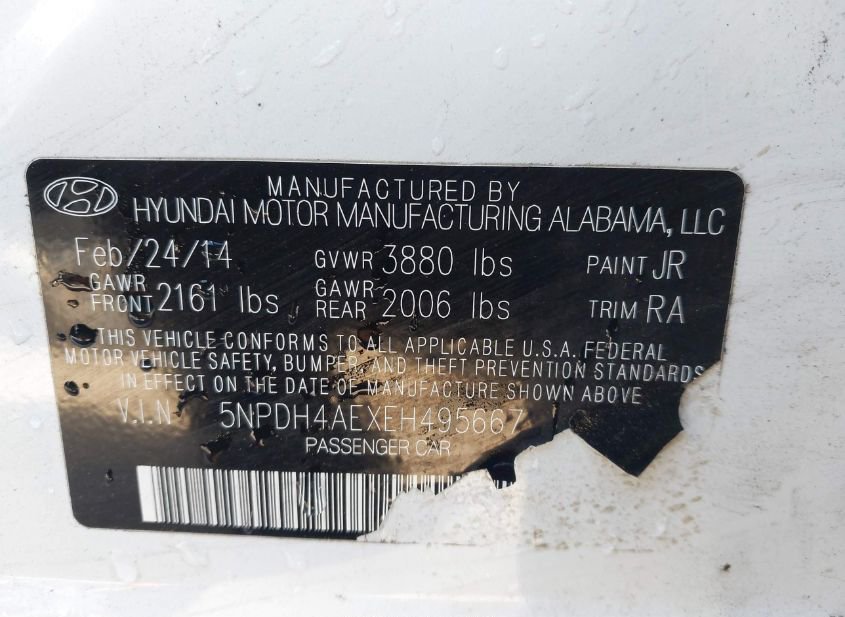 MANUFACTURED BY
HYUNDAI MOTOR MANUFACTURING ALABAMA, LLC
Feb/24/14 GVWR 3880 lbs PAINT JR
GAWR FRONT 2161 lbs GAWR REAR 2006 lbs TRIM RA
THIS VEHICLE CONFORMS TO ALL APPLICABLE U.S.A. FEDERAL
MOTOR VEHICLE SAFETY, BUMPER, AND THEFT PREVENTION STANDARDS
IN EFFECT ON THE DATE OF MANUFACTURE SHOWN ABOVE
V.I.N 5NPDH4AEXEH495667
PASSENGER CAR